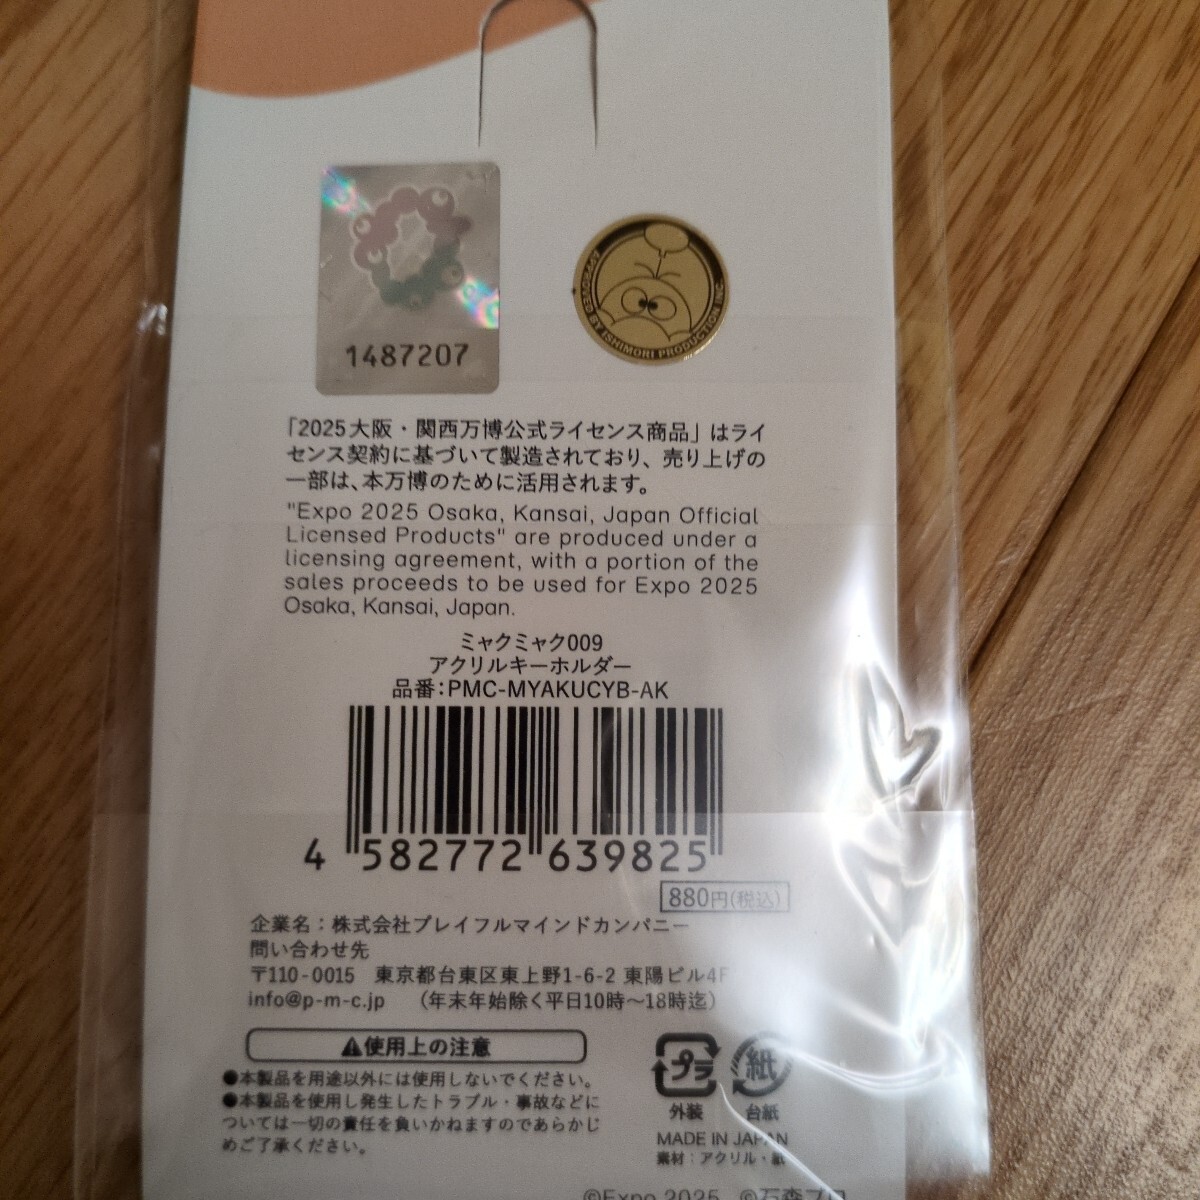 1487207
APPROVED BY ISHIMORI PRODUCTION INC.
「2025大阪・関西万博公式ライセンス商品」はライ
センス契約に基づいて製造されており、売り上げの
一部は、本万博のために活用されます。
"Expo 2025 Osaka, Kansai, Japan Official
Licensed Products" are produced under a
licensing agreement, with a portion of the
sales proceeds to be used for Expo 2025
Osaka, Kansai, Japan.
ミャクミャク009
アクリルキーホルダー
品番：PMC-MYAKUCYB-AK
4 582772 639825
880円(税込)
企業名：株式会社プレイフルマインドカンパニー
問い合わせ先
〒110-0015 東京都台東区東上野1-6-2 東陽ビル4F
info@p-m-c.jp （年末年始除く平日10時～18時迄）
⚠使用上の注意
●本製品を用途以外には使用しないでください。
●本製品を使用し発生したトラブル・事故などに
ついては一切の責任を負いかねますのであらかじ
めご了承ください。
プラ 紙
外装 台紙
MADE IN JAPAN
素材：アクリル・紙
©Expo 2025 ©石森プロ